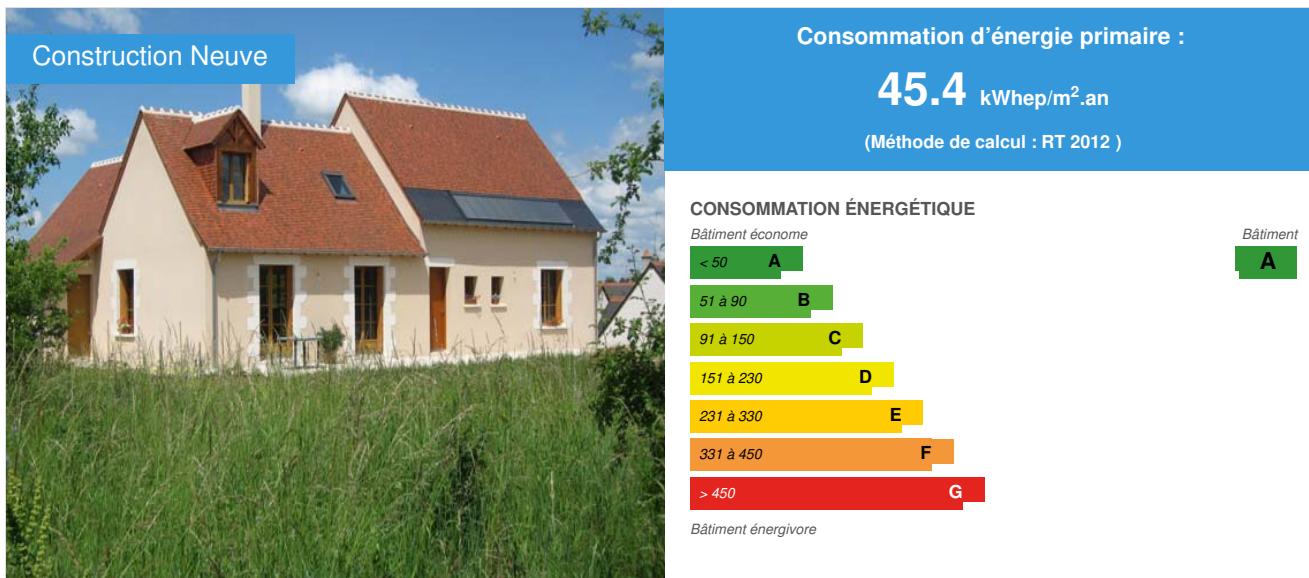 Construction Neuve
Consommation d'énergie primaire :
45.4 kWhep/m².an
(Méthode de calcul : RT 2012 )
CONSOMMATION ÉNERGÉTIQUE
Bâtiment économe
Bâtiment
< 50 A
A
51 à 90 B
91 à 150 C
151 à 230 D
231 à 330 E
331 à 450 F
> 450 G
Bâtiment énergivore